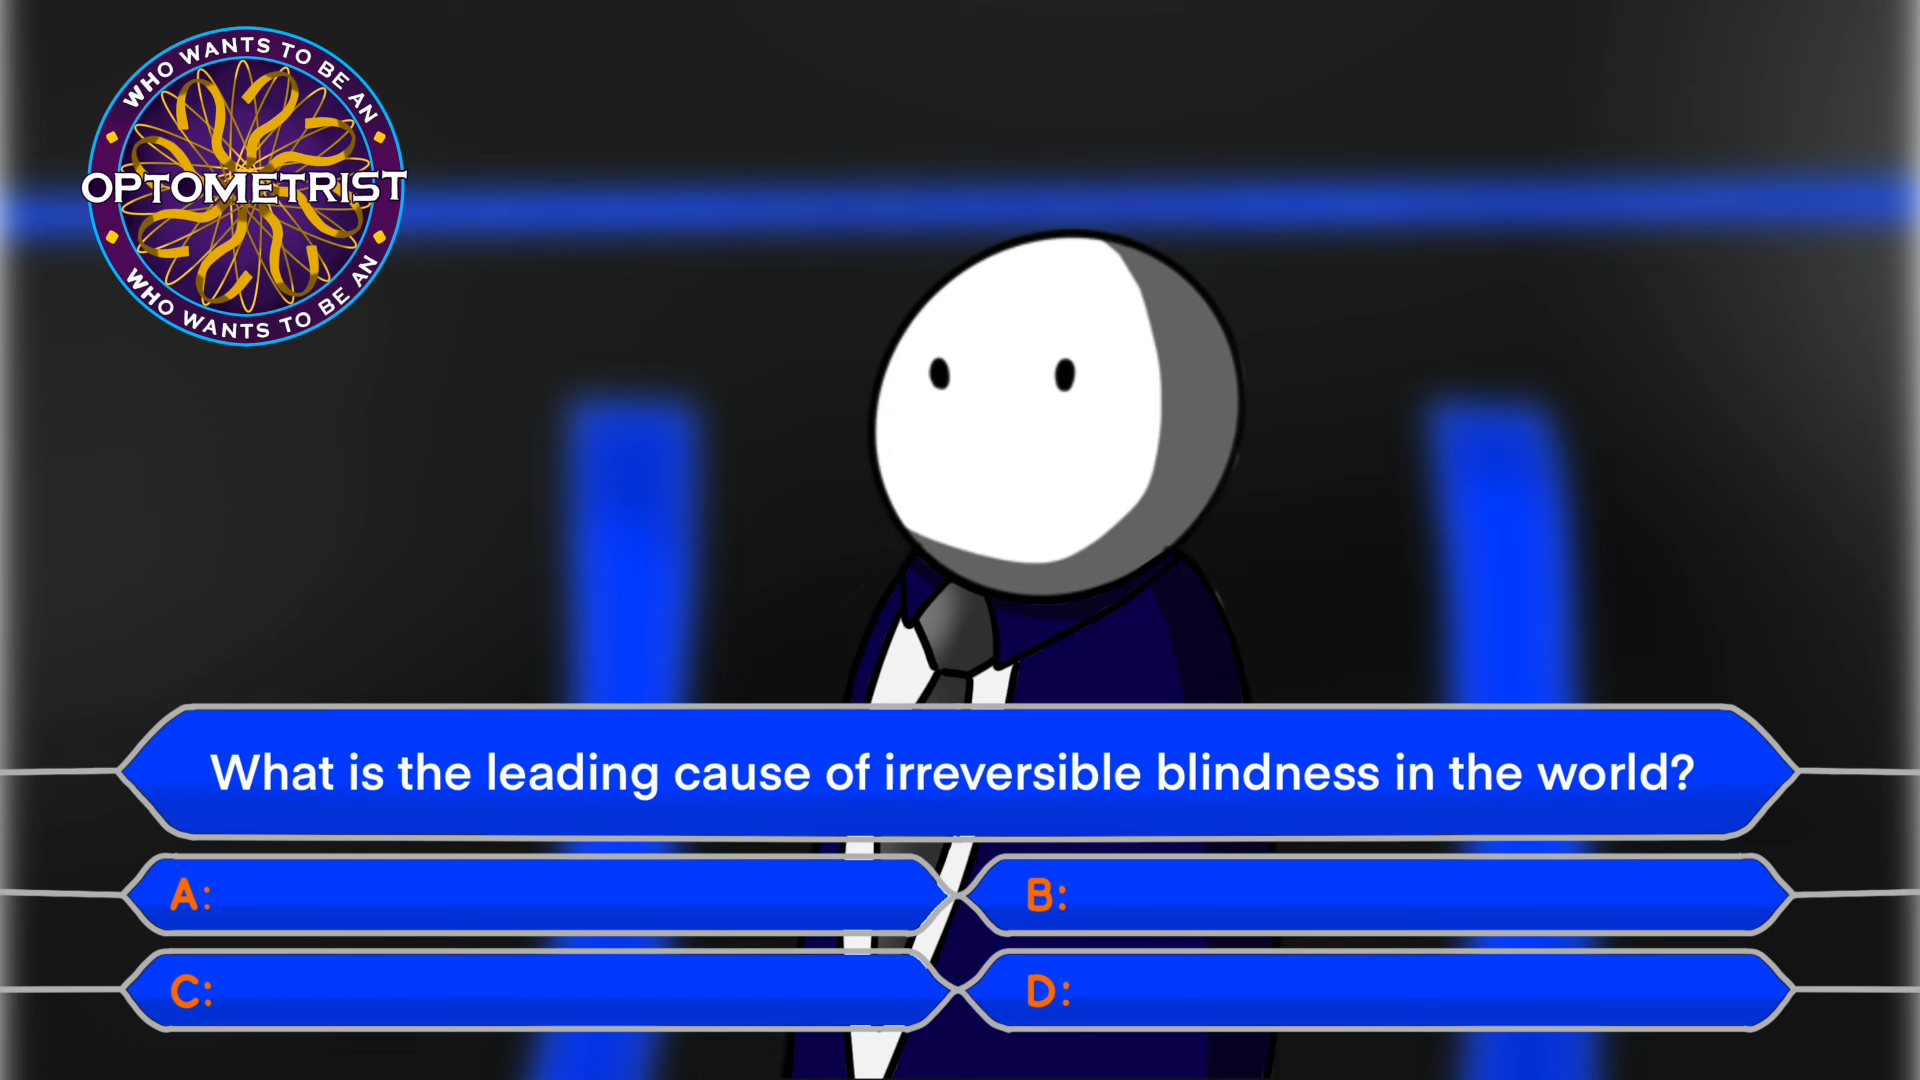 WHO WANTS TO BE AN
OPTOMETRIST
WHO WANTS TO BE AN
What is the leading cause of irreversible blindness in the world?
A:
B:
C:
D: